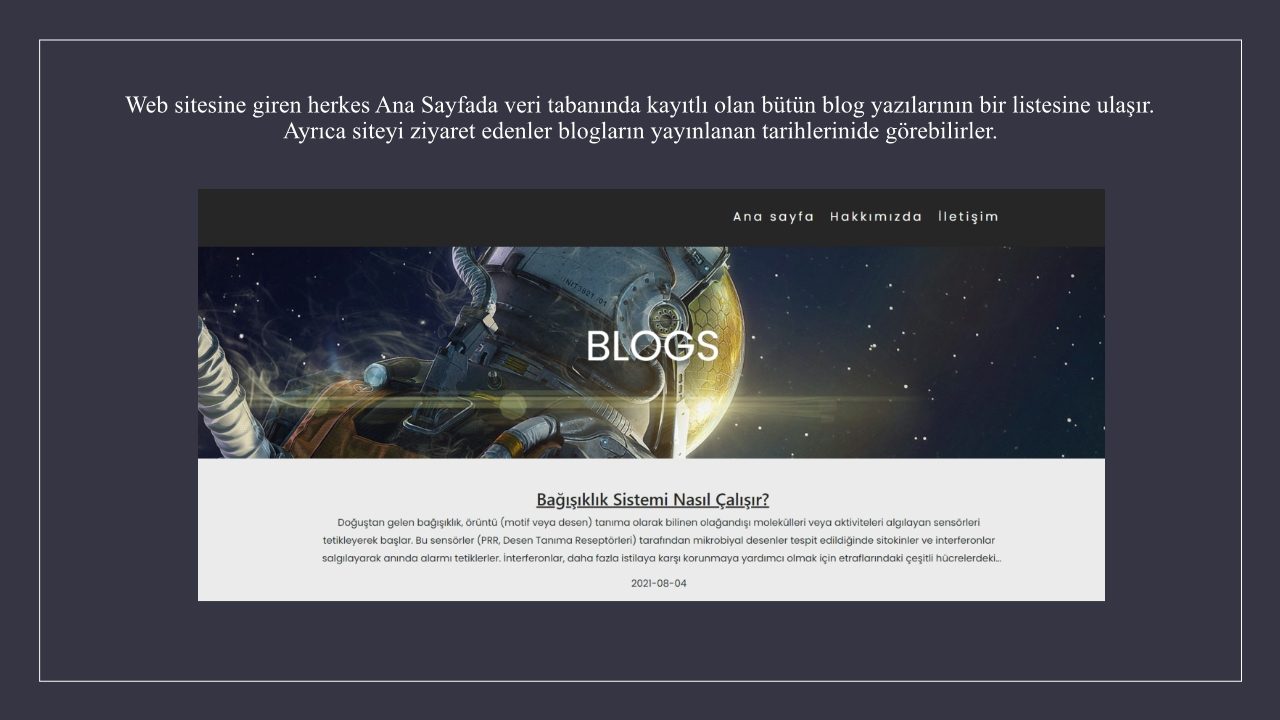 Web sitesine giren herkes Ana Sayfada veri tabanında kayıtlı olan bütün blog yazılarının bir listesine ulaşır.
Ayrıca siteyi ziyaret edenler blogların yayınlanan tarihlerinide görebilirler.
Ana sayfa Hakkımızda İletişim
UNIT3821 /01
BLOGS
Bağışıklık Sistemi Nasıl Çalışır?
Doğuştan gelen bağışıklık, örüntü (motif veya desen) tanıma olarak bilinen olağandışı molekülleri veya aktiviteleri algılayan sensörleri
tetikleyerek başlar. Bu sensörler (PRR, Desen Tanıma Reseptörleri) tarafından mikrobiyal desenler tespit edildiğinde sitokinler ve interferonlar
salgılayarak anında alarmı tetiklerler. İnterferonlar, daha fazla istilaya karşı korunmaya yardımcı olmak için etraflarındaki çeşitli hücrelerdeki...
2021-08-04